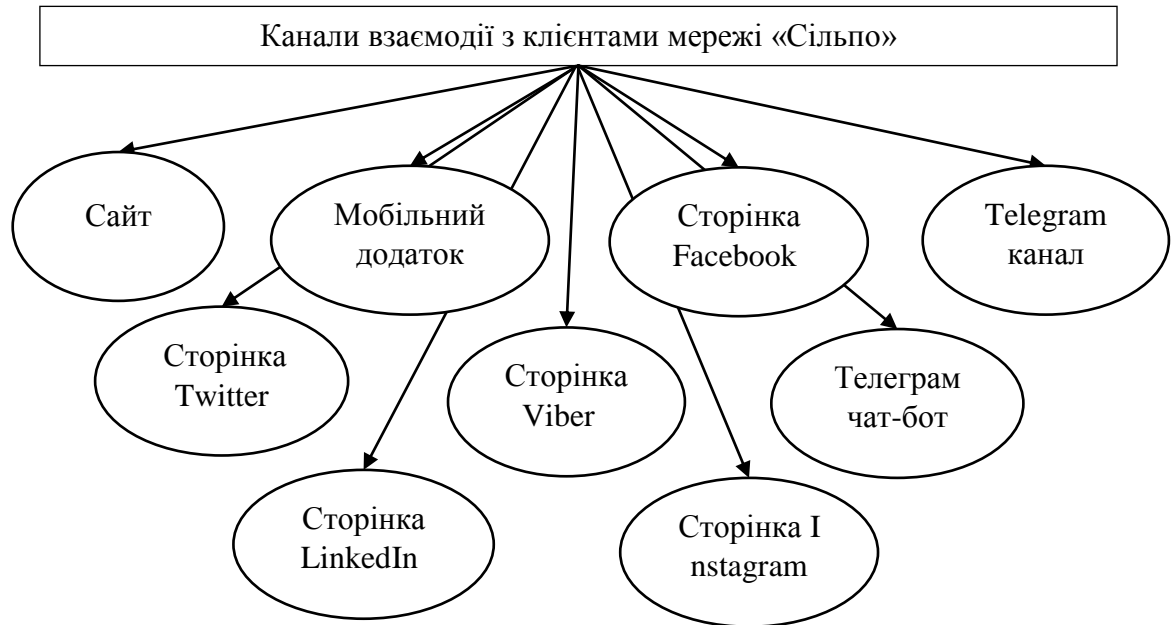 Канали взаємодії з клієнтами мережі «Сільпо»
Сайт
Мобільний
додаток
Сторінка
Facebook
Telegram
канал
Сторінка
Twitter
Сторінка
Viber
Телеграм
чат-бот
Сторінка
LinkedIn
Сторінка I
nstagram